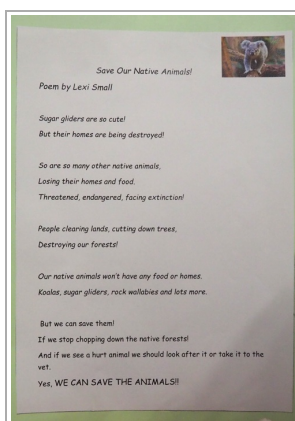 Save Our Native Animals!
Poem by Lexi Small
Sugar gliders are so cute!
But their homes are being destroyed!
So are so many other native animals,
Losing their homes and food.
Threatened, endangered, facing extinction!
People clearing lands, cutting down trees,
Destroying our forests!
Our native animals won't have any food or homes.
Koalas, sugar gliders, rock wallabies and lots more.
But we can save them!
If we stop chopping down the native forests!
And if we see a hurt animal we should look after it or take it to the
vet.
Yes, WE CAN SAVE THE ANIMALS!!